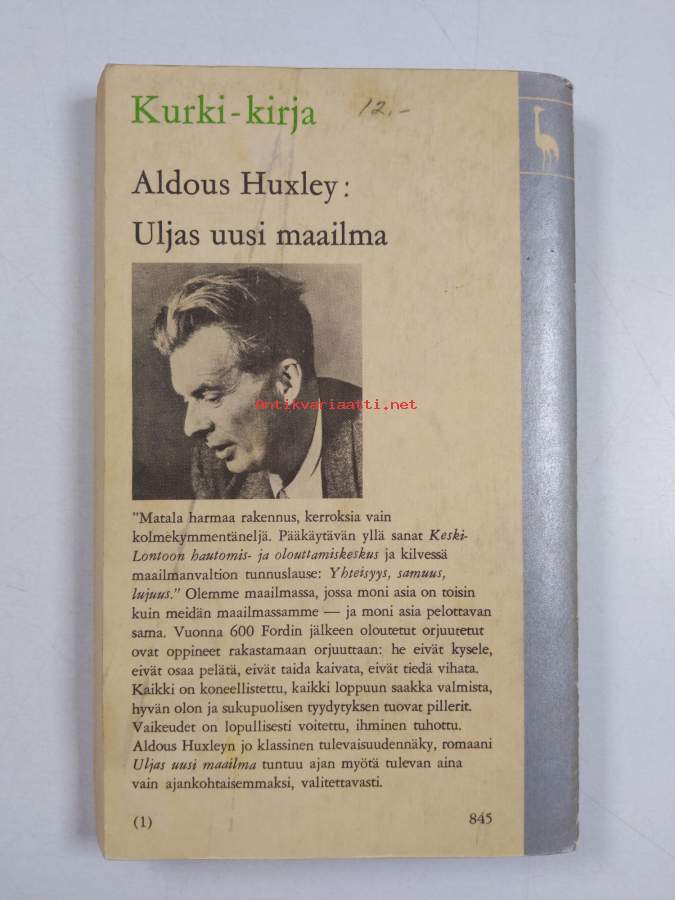 Kurki-kirja 12,-
Aldous Huxley:
Uljas uusi maailma
Antikvariaatti.net
"Matala harmaa rakennus, kerroksia vain
kolmekymmentäneljä. Pääkäytävän yllä sanat Keski-
Lontoon hautomis- ja olouttamiskeskus ja kilvessä
maailmanvaltion tunnuslause: Yhteisyys, samuus,
lujuus." Olemme maailmassa, jossa moni asia on toisin
kuin meidän maailmassamme — ja moni asia pelottavan
sama. Vuonna 600 Fordin jälkeen oloutetut orjuutetut
ovat oppineet rakastamaan orjuuttaan: he eivät kysele,
eivät osaa pelätä, eivät taida kaivata, eivät tiedä vihata.
Kaikki on koneellistettu, kaikki loppuun saakka valmista,
hyvän olon ja sukupuolisen tyydytyksen tuovat pillerit.
Vaikeudet on lopullisesti voitettu, ihminen tuhottu.
Aldous Huxleyn jo klassinen tulevaisuudennäky, romaani
Uljas uusi maailma tuntuu ajan myötä tulevan aina
vain ajankohtaisemmaksi, valitettavasti.
(1) 845